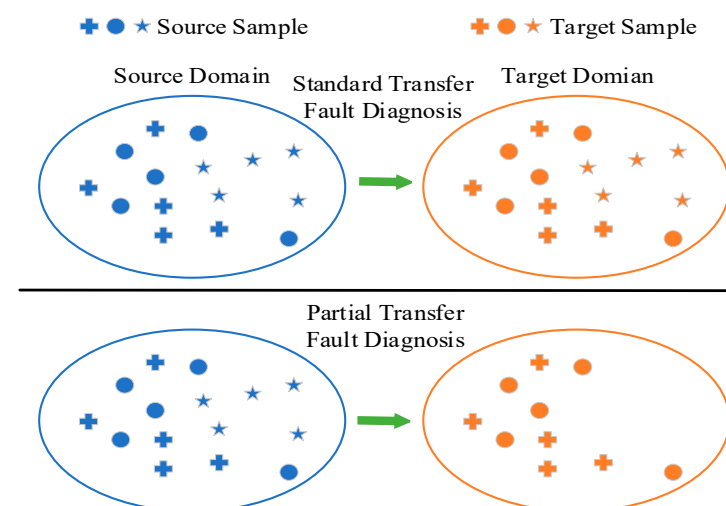 Source Sample
Target Sample
Source Domain
Standard Transfer
Fault Diagnosis
Target Domian
Partial Transfer
Fault Diagnosis